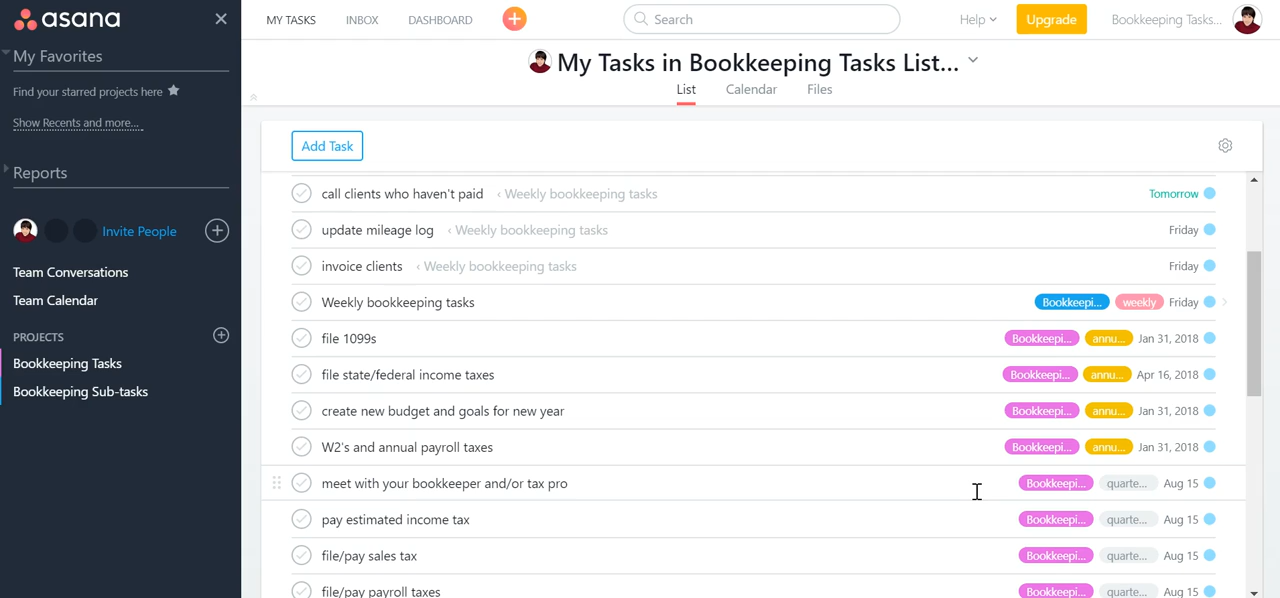 asana
MY TASKS INBOX DASHBOARD
Search
Help Upgrade Bookkeeping Tasks...
My Favorites
Find your starred projects here
Show Recents and more...
Reports
Invite People
Team Conversations
Team Calendar
PROJECTS
Bookkeeping Tasks
Bookkeeping Sub-tasks
My Tasks in Bookkeeping Tasks List...
List Calendar Files
Add Task
call clients who haven't paid ‹ Weekly bookkeeping tasks Tomorrow
update mileage log ‹ Weekly bookkeeping tasks Friday
invoice clients ‹ Weekly bookkeeping tasks Friday
Weekly bookkeeping tasks Bookkeepi... weekly Friday
file 1099s Bookkeepi... annu... Jan 31, 2018
file state/federal income taxes Bookkeepi... annu... Apr 16, 2018
create new budget and goals for new year Bookkeepi... annu... Jan 31, 2018
W2's and annual payroll taxes Bookkeepi... annu... Jan 31, 2018
meet with your bookkeeper and/or tax pro Bookkeepi... quarte... Aug 15
pay estimated income tax Bookkeepi... quarte... Aug 15
file/pay sales tax Bookkeepi... quarte... Aug 15
file/pay payroll taxes Bookkeepi... quarte... Aug 15